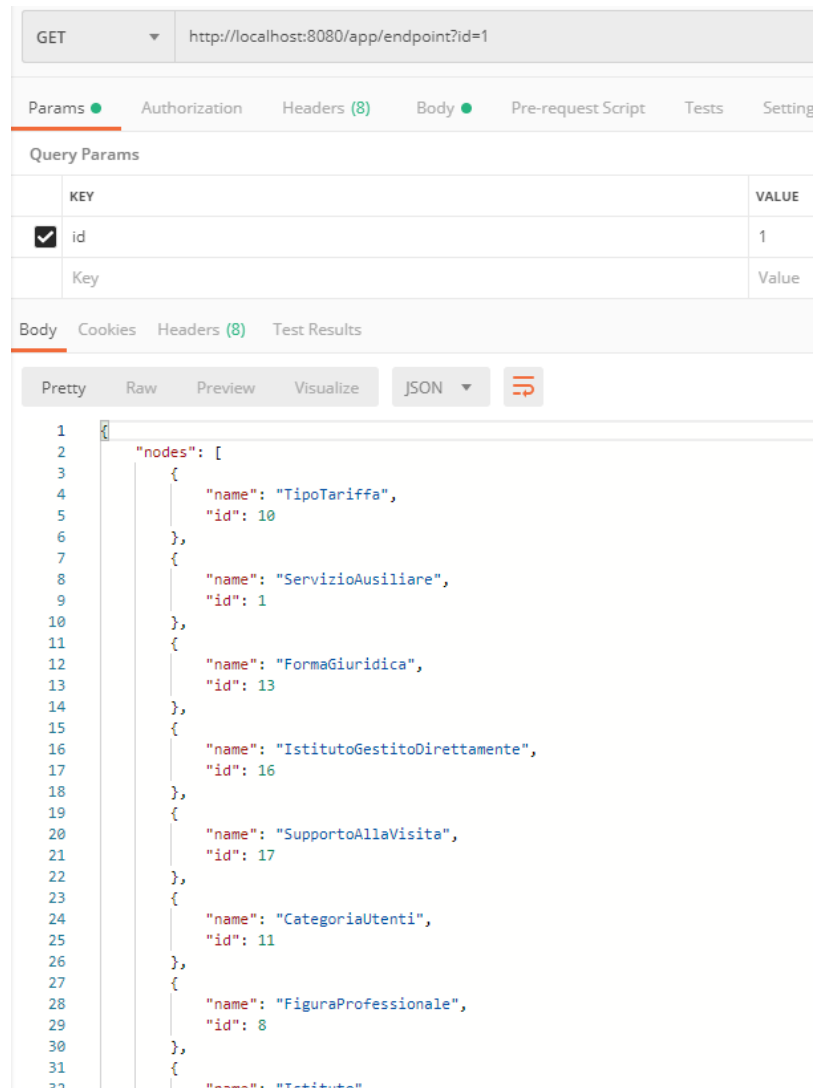 GET http://localhost:8080/app/endpoint?id=1
Params Authorization Headers (8) Body Pre-request Script Tests Setting
Query Params
KEY VALUE
id 1
Key Value
Body Cookies Headers (8) Test Results
Pretty Raw Preview Visualize JSON
1 {
2 "nodes": [
3 {
4 "name": "TipoTariffa",
5 "id": 10
6 },
7 {
8 "name": "ServizioAusiliare",
9 "id": 1
10 },
11 {
12 "name": "FormaGiuridica",
13 "id": 13
14 },
15 {
16 "name": "IstitutoGestitoDirettamente",
17 "id": 16
18 },
19 {
20 "name": "SupportoAllaVisita",
21 "id": 17
22 },
23 {
24 "name": "CategoriaUtenti",
25 "id": 11
26 },
27 {
28 "name": "FiguraProfessionale",
29 "id": 8
30 },
31 {
32 "name": "Istituto"